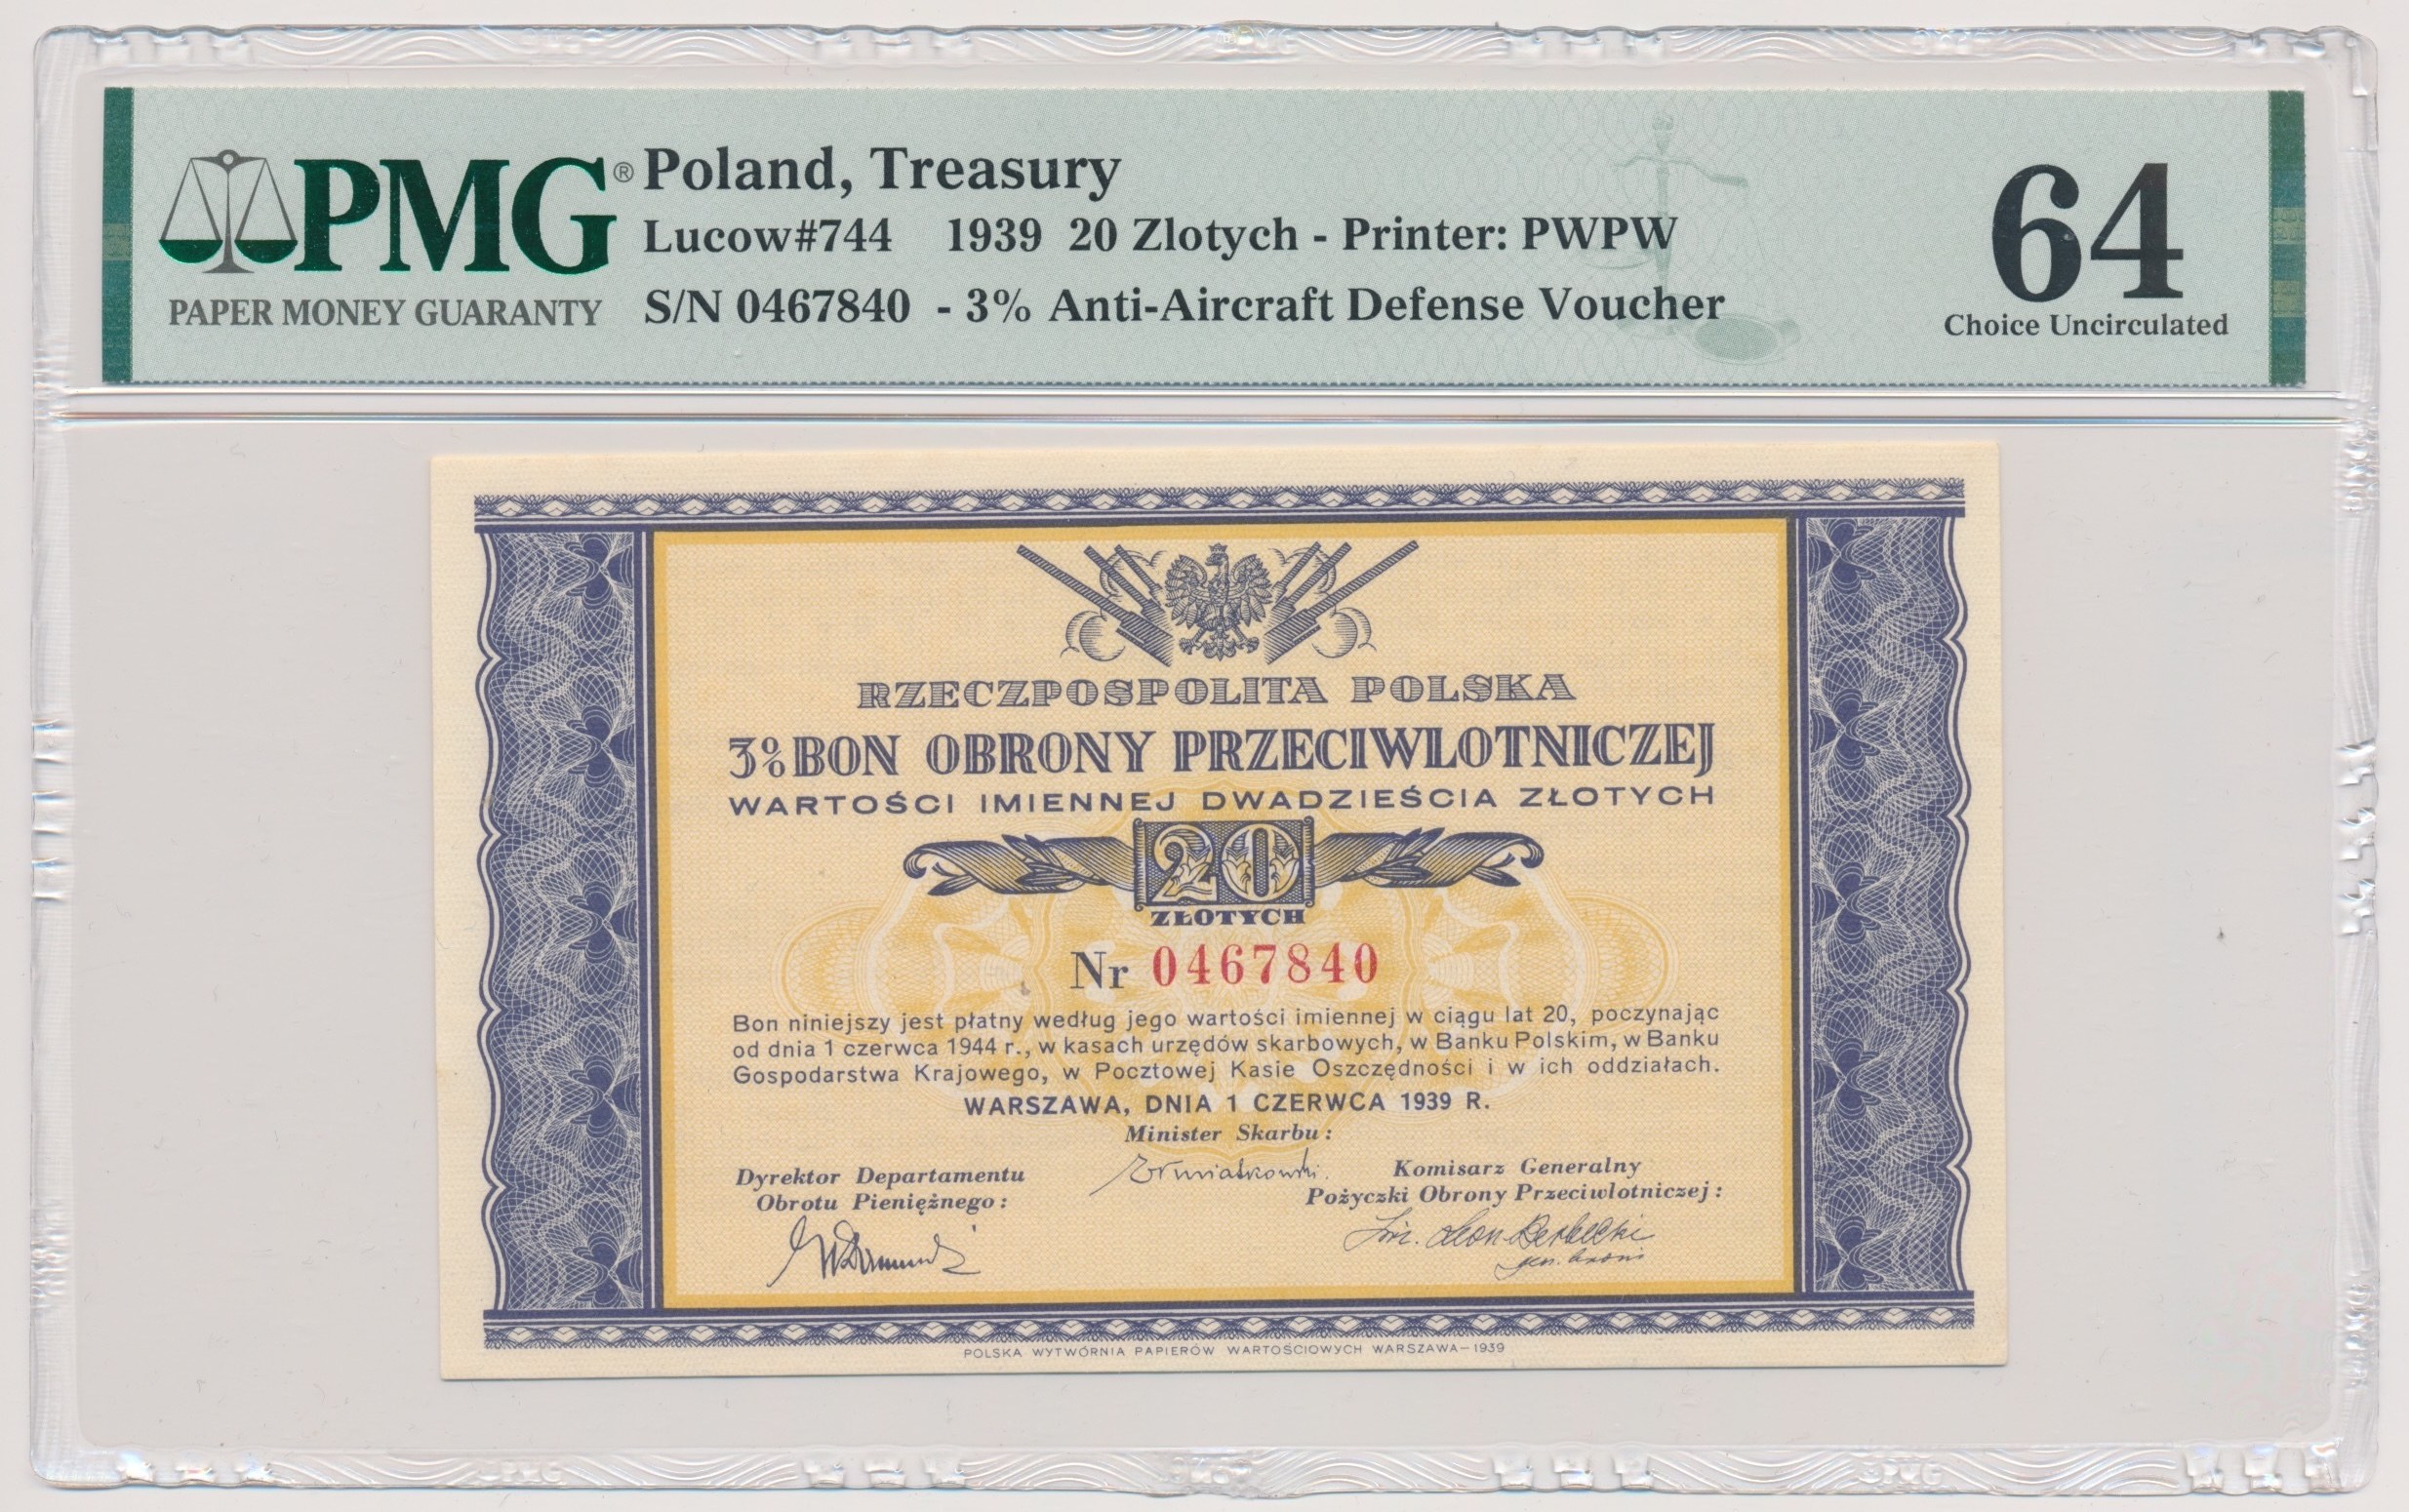 PMG®
PAPER MONEY GUARANTY
Poland, Treasury
Lucow#744 1939 20 Zlotych - Printer: PWPW
S/N 0467840 - 3% Anti-Aircraft Defense Voucher
64
Choice Uncirculated
RZECZPOSPOLITA POLSKA
3% BON OBRONY PRZECIWLOTNICZEJ
WARTOŚCI IMIENNEJ DWADZIEŚCIA ZŁOTYCH
20
ZŁOTYCH
Nr 0467840
Bon niniejszy jest płatny według jego wartości imiennej w ciągu lat 20, poczynając
od dnia 1 czerwca 1944 r., w kasach urzędów skarbowych, w Banku Polskim, w Banku
Gospodarstwa Krajowego, w Pocztowej Kasie Oszczędności i w ich oddziałach.
WARSZAWA, DNIA 1 CZERWCA 1939 R.
Minister Skarbu:
Dyrektor Departamentu
Obrotu Pieniężnego:
Komisarz Generalny
Pożyczki Obrony Przeciwlotniczej:
Leon Berbecki
gen. broni
POLSKA WYTWÓRNIA PAPIERÓW WARTOŚCIOWYCH WARSZAWA—1939